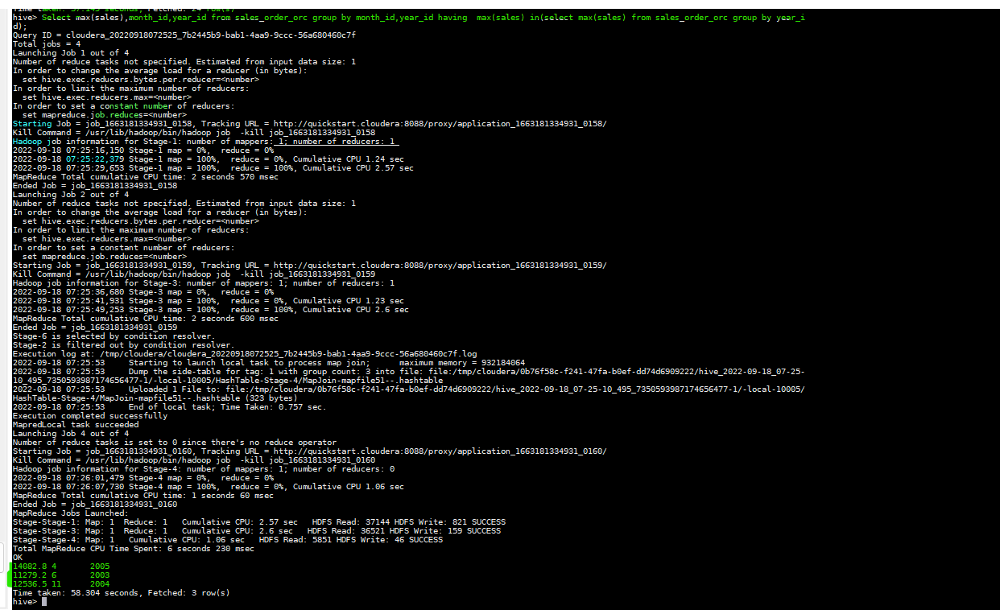 Time taken: 57.145 seconds, Fetched: 24 row(s)
hive> Select max(sales),month_id,year_id from sales_order_orc group by month_id,year_id having  max(sales) in(select max(sales) from sales_order_orc group by year_i
d);
Query ID = cloudera_20220918072525_7b2445b9-bab1-4aa9-9ccc-56a680460c7f
Total jobs = 4
Launching Job 1 out of 4
Number of reduce tasks not specified. Estimated from input data size: 1
In order to change the average load for a reducer (in bytes):
  set hive.exec.reducers.bytes.per.reducer=<number>
In order to limit the maximum number of reducers:
  set hive.exec.reducers.max=<number>
In order to set a constant number of reducers:
  set mapreduce.job.reduces=<number>
Starting Job = job_1663181334931_0158, Tracking URL = http://quickstart.cloudera:8088/proxy/application_1663181334931_0158/
Kill Command = /usr/lib/hadoop/bin/hadoop job  -kill job_1663181334931_0158
Hadoop job information for Stage-1: number of mappers: 1; number of reducers: 1
2022-09-18 07:25:16,150 Stage-1 map = 0%,  reduce = 0%
2022-09-18 07:25:22,379 Stage-1 map = 100%,  reduce = 0%, Cumulative CPU 1.24 sec
2022-09-18 07:25:29,653 Stage-1 map = 100%,  reduce = 100%, Cumulative CPU 2.57 sec
MapReduce Total cumulative CPU time: 2 seconds 570 msec
Ended Job = job_1663181334931_0158
Launching Job 2 out of 4
Number of reduce tasks not specified. Estimated from input data size: 1
In order to change the average load for a reducer (in bytes):
  set hive.exec.reducers.bytes.per.reducer=<number>
In order to limit the maximum number of reducers:
  set hive.exec.reducers.max=<number>
In order to set a constant number of reducers:
  set mapreduce.job.reduces=<number>
Starting Job = job_1663181334931_0159, Tracking URL = http://quickstart.cloudera:8088/proxy/application_1663181334931_0159/
Kill Command = /usr/lib/hadoop/bin/hadoop job  -kill job_1663181334931_0159
Hadoop job information for Stage-3: number of mappers: 1; number of reducers: 1
2022-09-18 07:25:36,680 Stage-3 map = 0%,  reduce = 0%
2022-09-18 07:25:41,931 Stage-3 map = 100%,  reduce = 0%, Cumulative CPU 1.23 sec
2022-09-18 07:25:49,253 Stage-3 map = 100%,  reduce = 100%, Cumulative CPU 2.6 sec
MapReduce Total cumulative CPU time: 2 seconds 600 msec
Ended Job = job_1663181334931_0159
Stage-6 is selected by condition resolver.
Stage-2 is filtered out by condition resolver.
Execution log at: /tmp/cloudera/cloudera_20220918072525_7b2445b9-bab1-4aa9-9ccc-56a680460c7f.log
2022-09-18 07:25:53     Starting to launch local task to process map join;      maximum memory = 932184064
2022-09-18 07:25:53     Dump the side-table for tag: 1 with group count: 3 into file: file:/tmp/cloudera/0b76f58c-f241-47fa-b0ef-dd74d6909222/hive_2022-09-18_07-25-
10_495_7350593987174656477-1/-local-10005/HashTable-Stage-4/MapJoin-mapfile51--.hashtable
2022-09-18 07:25:53     Uploaded 1 File to: file:/tmp/cloudera/0b76f58c-f241-47fa-b0ef-dd74d6909222/hive_2022-09-18_07-25-10_495_7350593987174656477-1/-local-10005/
HashTable-Stage-4/MapJoin-mapfile51--.hashtable (323 bytes)
2022-09-18 07:25:53     End of local task; Time Taken: 0.757 sec.
Execution completed successfully
MapredLocal task succeeded
Launching Job 4 out of 4
Number of reduce tasks is set to 0 since there's no reduce operator
Starting Job = job_1663181334931_0160, Tracking URL = http://quickstart.cloudera:8088/proxy/application_1663181334931_0160/
Kill Command = /usr/lib/hadoop/bin/hadoop job  -kill job_1663181334931_0160
Hadoop job information for Stage-4: number of mappers: 1; number of reducers: 0
2022-09-18 07:26:01,479 Stage-4 map = 0%,  reduce = 0%
2022-09-18 07:26:07,730 Stage-4 map = 100%,  reduce = 0%, Cumulative CPU 1.06 sec
MapReduce Total cumulative CPU time: 1 seconds 60 msec
Ended Job = job_1663181334931_0160
MapReduce Jobs Launched:
Stage-Stage-1: Map: 1  Reduce: 1   Cumulative CPU: 2.57 sec   HDFS Read: 37144 HDFS Write: 821 SUCCESS
Stage-Stage-3: Map: 1  Reduce: 1   Cumulative CPU: 2.6 sec   HDFS Read: 36521 HDFS Write: 159 SUCCESS
Stage-Stage-4: Map: 1   Cumulative CPU: 1.06 sec   HDFS Read: 5851 HDFS Write: 46 SUCCESS
Total MapReduce CPU Time Spent: 6 seconds 230 msec
OK
14082.8 4       2005
11279.2 6       2003
12536.5 11      2004
Time taken: 58.304 seconds, Fetched: 3 row(s)
hive>